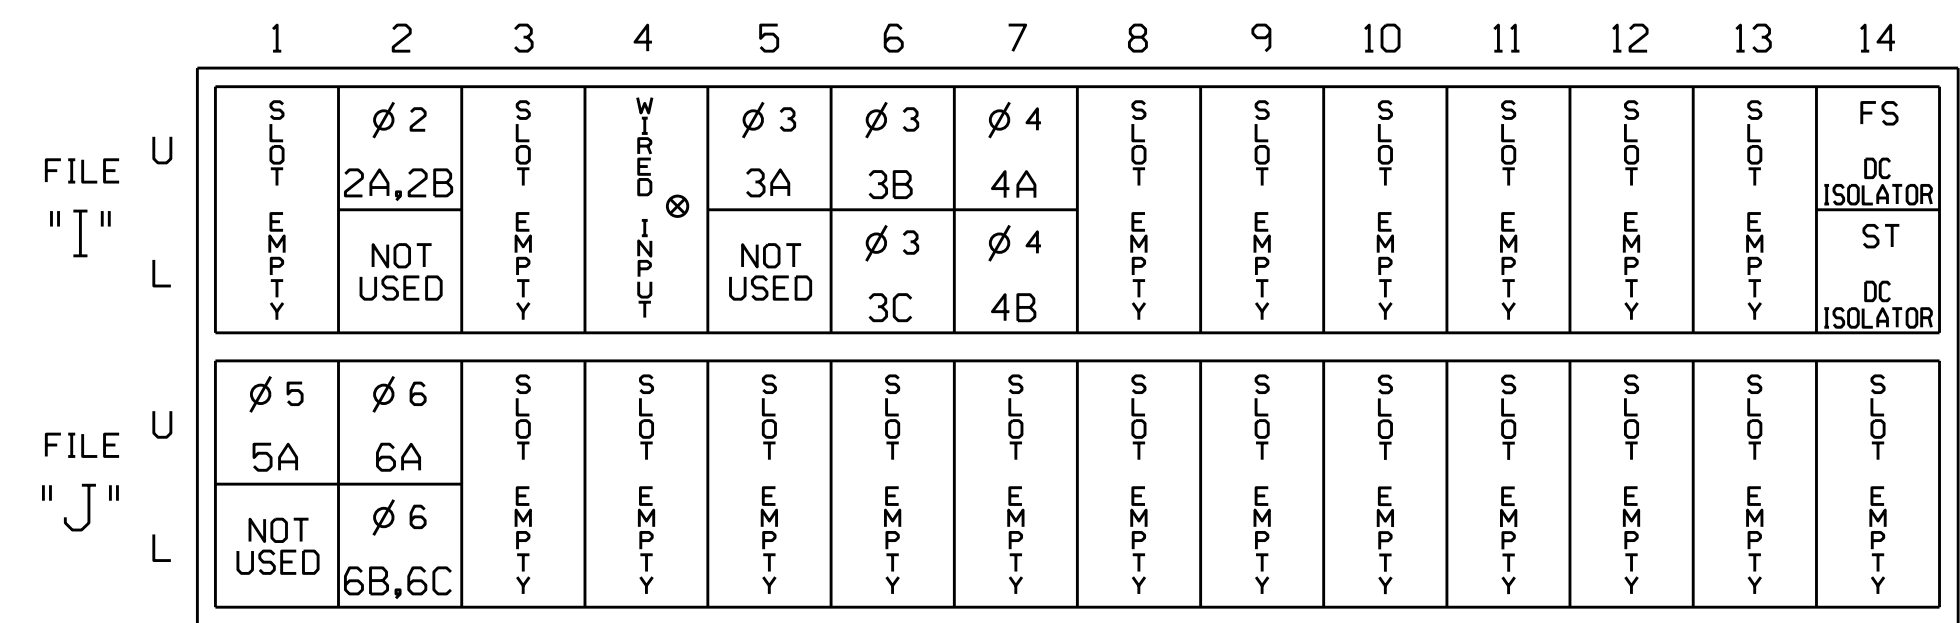 1 2 3 4 5 6 7 8 9 10 11 12 13 14
FILE "I"
U
L
SLOT EMPTY
Ø 2
2A,2B
NOT
USED
SLOT EMPTY
WIRED INPUT
⊗
Ø 3
3A
NOT
USED
Ø 3
3B
Ø 3
3C
Ø 4
4A
Ø 4
4B
SLOT EMPTY
SLOT EMPTY
SLOT EMPTY
SLOT EMPTY
SLOT EMPTY
SLOT EMPTY
FS
DC
ISOLATOR
ST
DC
ISOLATOR
FILE "J"
U
L
Ø 5
5A
NOT
USED
Ø 6
6A
Ø 6
6B,6C
SLOT EMPTY
SLOT EMPTY
SLOT EMPTY
SLOT EMPTY
SLOT EMPTY
SLOT EMPTY
SLOT EMPTY
SLOT EMPTY
SLOT EMPTY
SLOT EMPTY
SLOT EMPTY
SLOT EMPTY